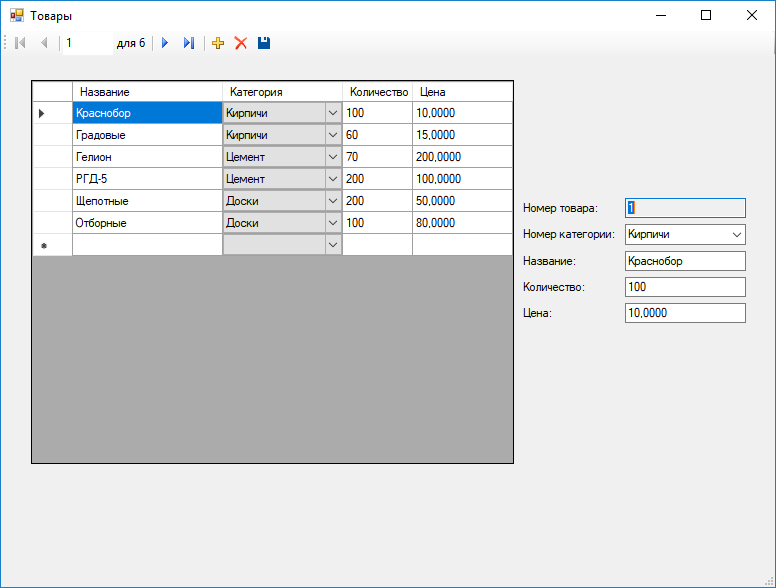 Товары
1 для 6
Название Категория Количество Цена
Краснобор Кирпичи 100 10,0000
Градовые Кирпичи 60 15,0000
Гелион Цемент 70 200,0000
РГД-5 Цемент 200 100,0000
Щепотные Доски 200 50,0000
Отборные Доски 100 80,0000
Номер товара: 1
Номер категории: Кирпичи
Название: Краснобор
Количество: 100
Цена: 10,0000